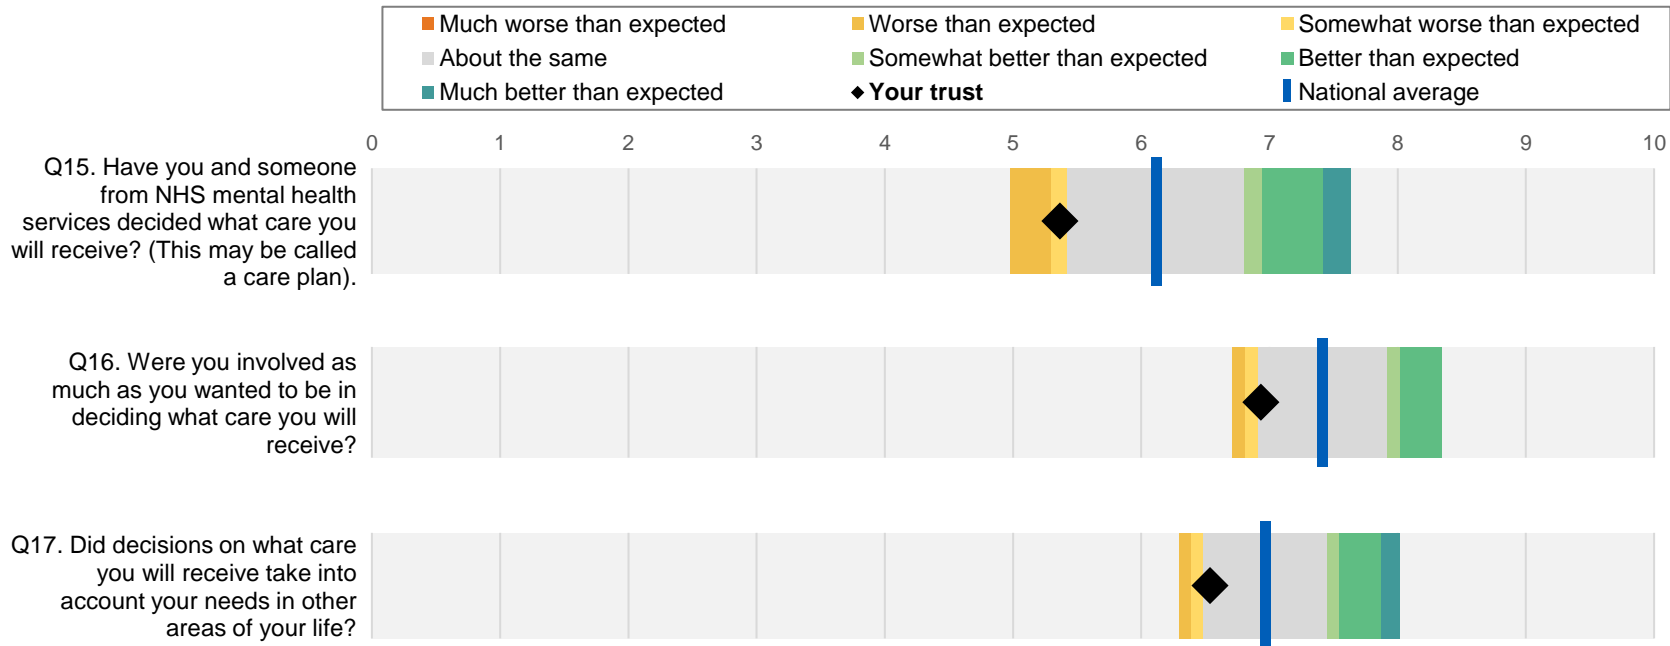 Much worse than expected
Worse than expected
Somewhat worse than expected
About the same
Somewhat better than expected
Better than expected
Much better than expected
Your trust
National average
0 1 2 3 4 5 6 7 8 9 10
Q15. Have you and someone
from NHS mental health
services decided what care you
will receive? (This may be called
a care plan).
Q16. Were you involved as
much as you wanted to be in
deciding what care you will
receive?
Q17. Did decisions on what care
you will receive take into
account your needs in other
areas of your life?